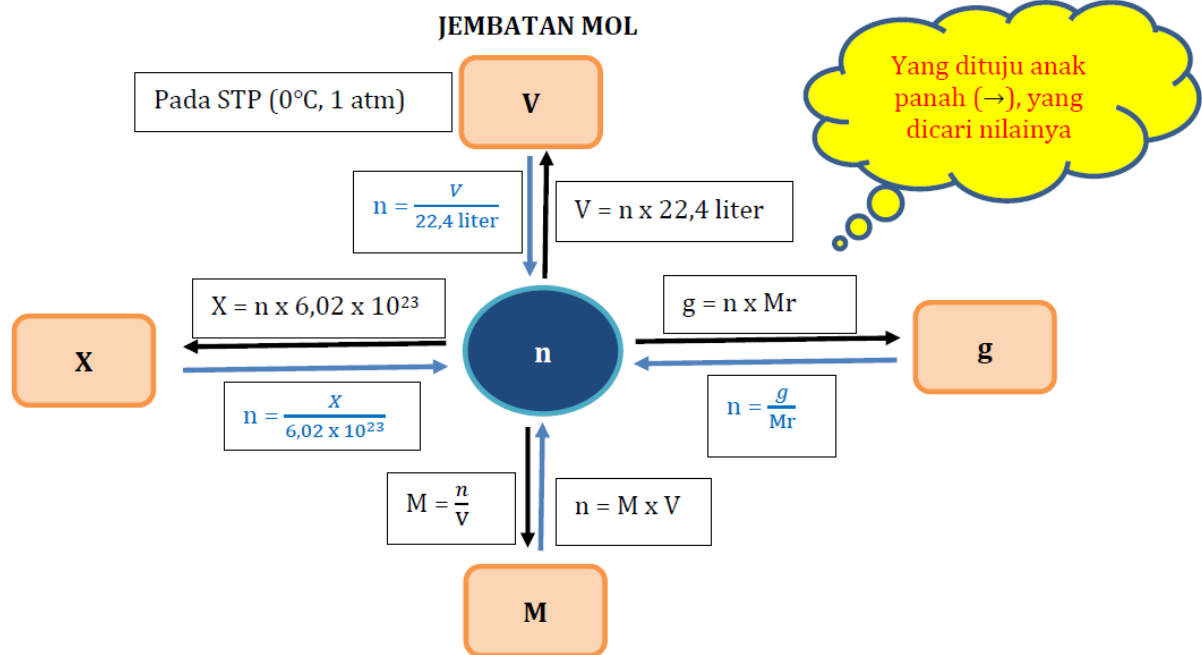 JEMBATAN MOL
Pada STP (0°C, 1 atm)
V
Yang dituju anak
panah (→), yang
dicari nilainya
n = V / 22,4 liter
V = n x 22,4 liter
X = n x 6,02 x 10²³
g = n x Mr
X
n
g
n = X / 6,02 x 10²³
n = g / Mr
M = n / V
n = M x V
M